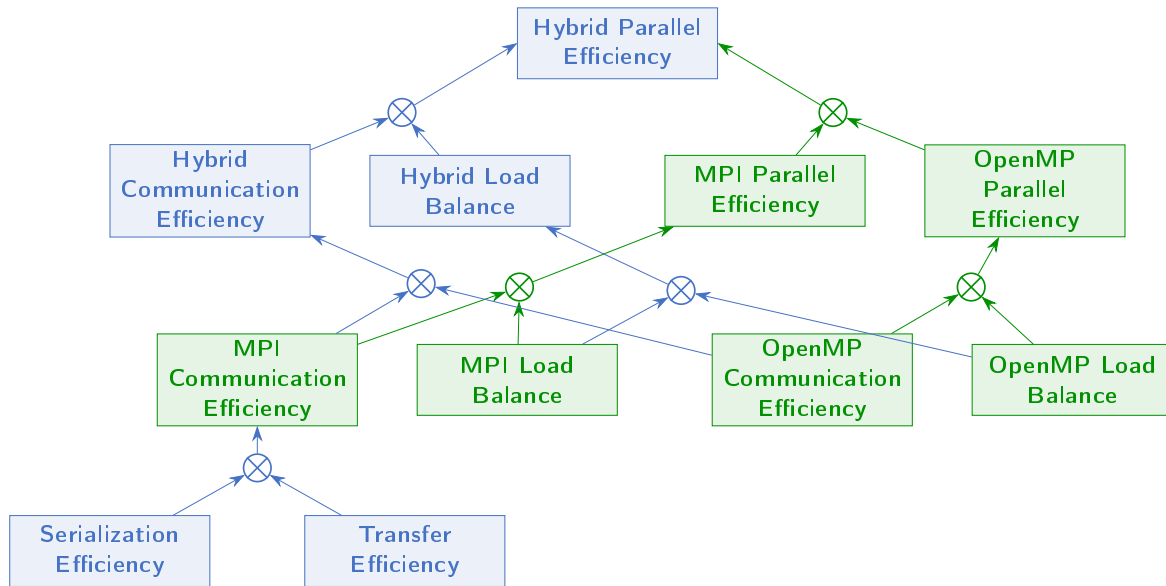 Hybrid Parallel
Efficiency
Hybrid
Communication
Efficiency
Hybrid Load
Balance
MPI Parallel
Efficiency
OpenMP
Parallel
Efficiency
MPI
Communication
Efficiency
MPI Load
Balance
OpenMP
Communication
Efficiency
OpenMP Load
Balance
Serialization
Efficiency
Transfer
Efficiency